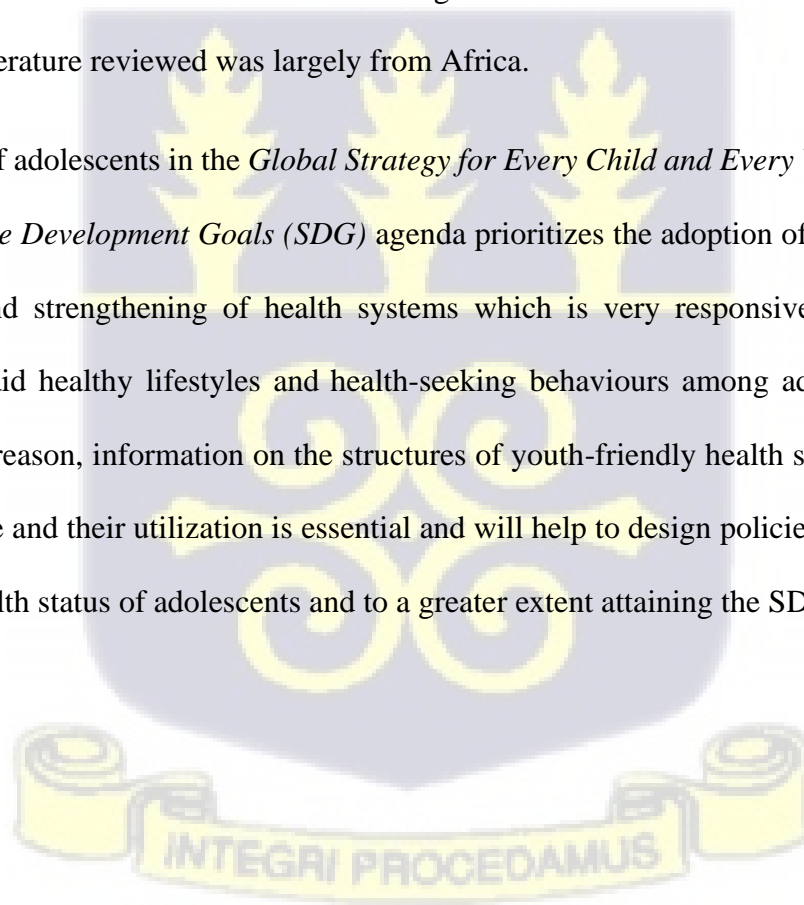 erature reviewed was largely from Africa.
f adolescents in the Global Strategy for Every Child and Every
e Development Goals (SDG) agenda prioritizes the adoption of
nd strengthening of health systems which is very responsive
id healthy lifestyles and health-seeking behaviours among ad
reason, information on the structures of youth-friendly health s
e and their utilization is essential and will help to design policie
lth status of adolescents and to a greater extent attaining the SD
INTEGRI PROCEDAMUS